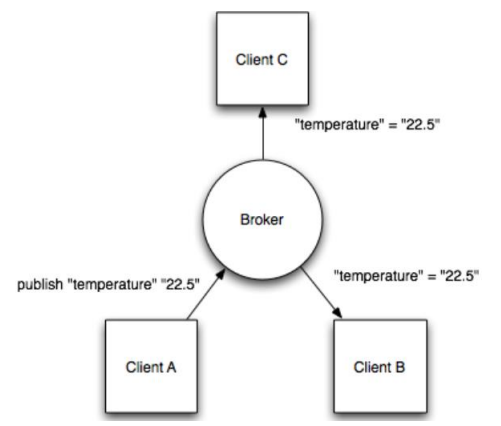 Client C
"temperature" = "22.5"
Broker
publish "temperature" "22.5"
"temperature" = "22.5"
Client A
Client B